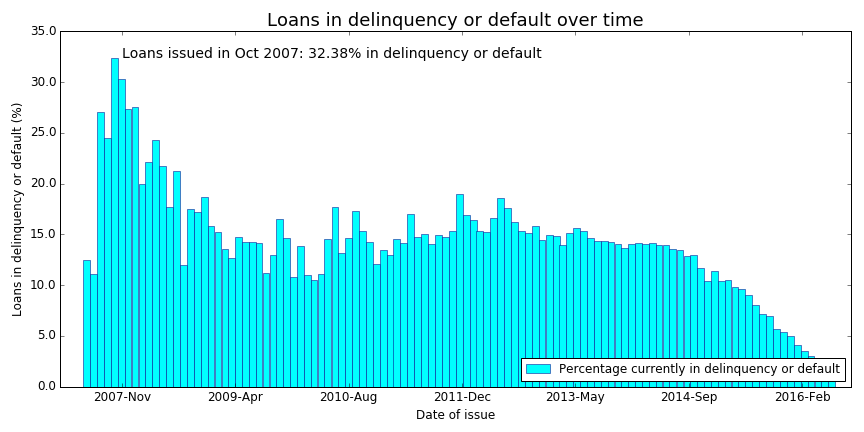 Loans in delinquency or default over time
Loans issued in Oct 2007: 32.38% in delinquency or default
Loans in delinquency or default (%)
35.0
30.0
25.0
20.0
15.0
10.0
5.0
0.0
Percentage currently in delinquency or default
2007-Nov 2009-Apr 2010-Aug 2011-Dec 2013-May 2014-Sep 2016-Feb
Date of issue